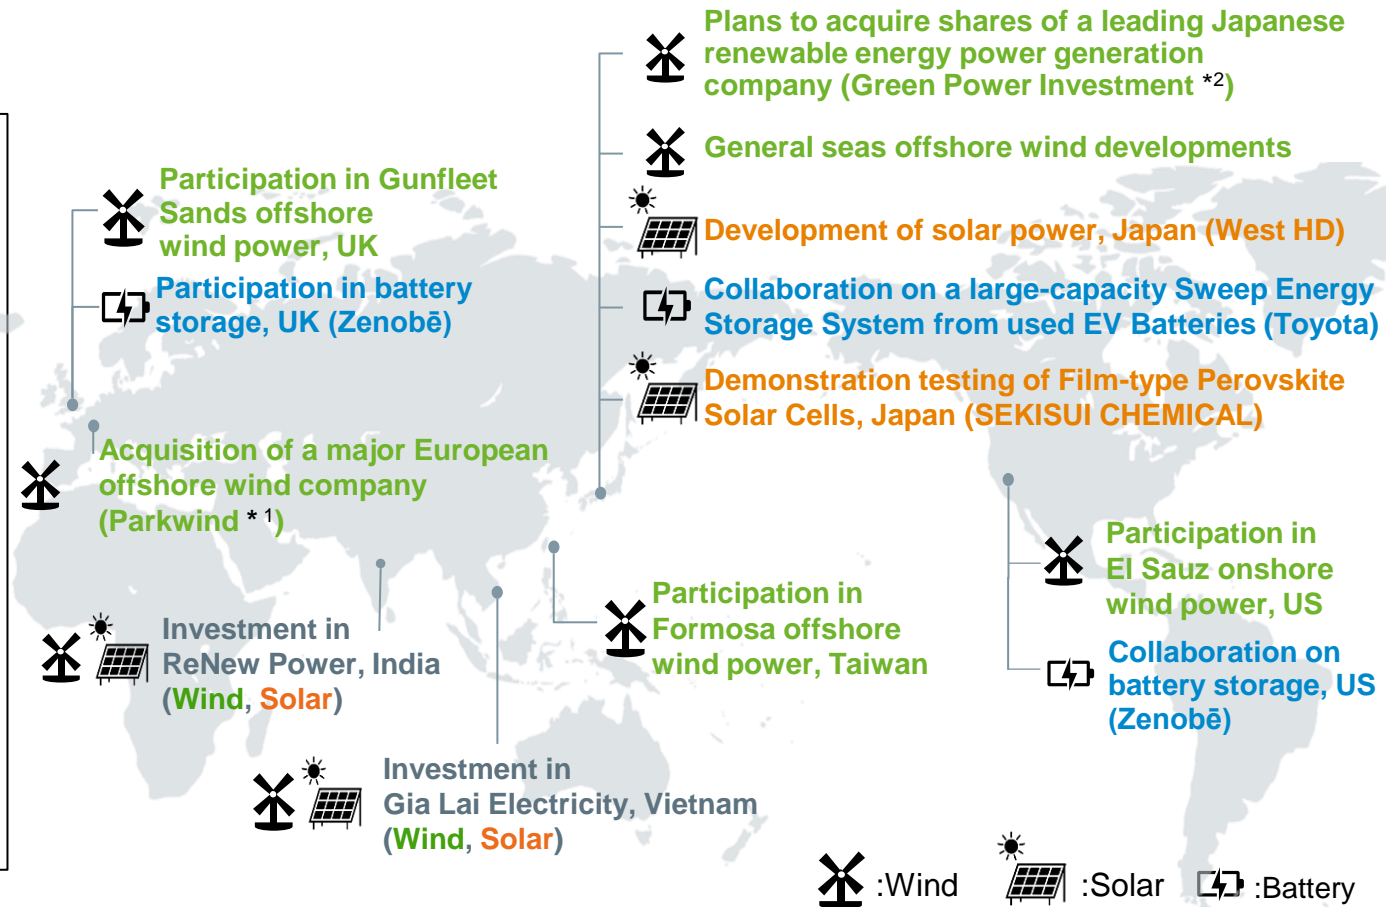 Plans to acquire shares of a leading Japanese
renewable energy power generation
company (Green Power Investment *2)
General seas offshore wind developments
Development of solar power, Japan (West HD)
Collaboration on a large-capacity Sweep Energy
Storage System from used EV Batteries (Toyota)
Demonstration testing of Film-type Perovskite
Solar Cells, Japan (SEKISUI CHEMICAL)
Participation in Gunfleet
Sands offshore
wind power, UK
Participation in battery
storage, UK (Zenobē)
Acquisition of a major European
offshore wind company
(Parkwind * 1)
Investment in
ReNew Power, India
(Wind, Solar)
Investment in
Gia Lai Electricity, Vietnam
(Wind, Solar)
Participation in
Formosa offshore
wind power, Taiwan
Participation in
El Sauz onshore
wind power, US
Collaboration on
battery storage, US
(Zenobē)
:Wind :Solar :Battery